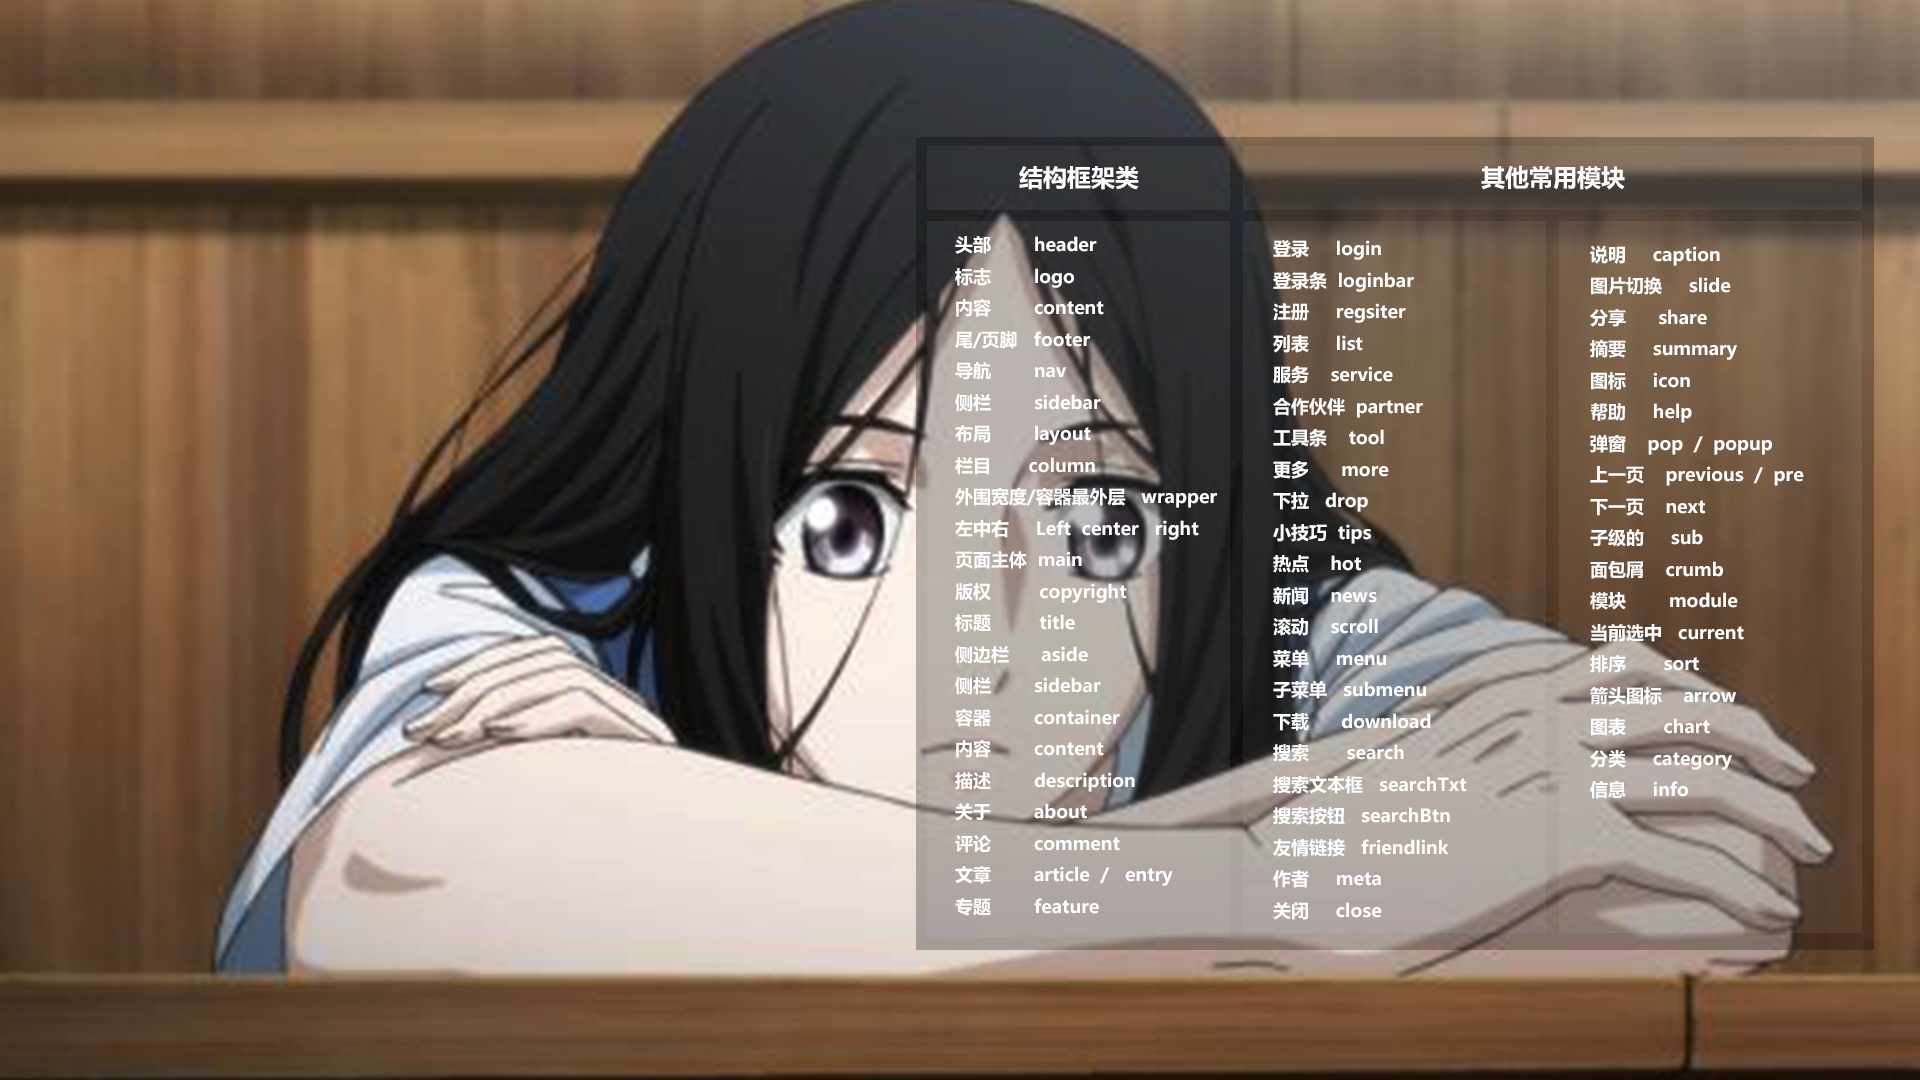 结构框架类
头部 header
标志 logo
内容 content
尾/页脚 footer
导航 nav
侧栏 sidebar
布局 layout
栏目 column
外围宽度/容器最外层 wrapper
左中右 Left center right
页面主体 main
版权 copyright
标题 title
侧边栏 aside
侧栏 sidebar
容器 container
内容 content
描述 description
关于 about
评论 comment
文章 article / entry
专题 feature
其他常用模块
登录 login
登录条 loginbar
注册 regsiter
列表 list
服务 service
合作伙伴 partner
工具条 tool
更多 more
下拉 drop
小技巧 tips
热点 hot
新闻 news
滚动 scroll
菜单 menu
子菜单 submenu
下载 download
搜索 search
搜索文本框 searchTxt
搜索按钮 searchBtn
友情链接 friendlink
作者 meta
关闭 close
说明 caption
图片切换 slide
分享 share
摘要 summary
图标 icon
帮助 help
弹窗 pop / popup
上一页 previous / pre
下一页 next
子级的 sub
面包屑 crumb
模块 module
当前选中 current
排序 sort
箭头图标 arrow
图表 chart
分类 category
信息 info